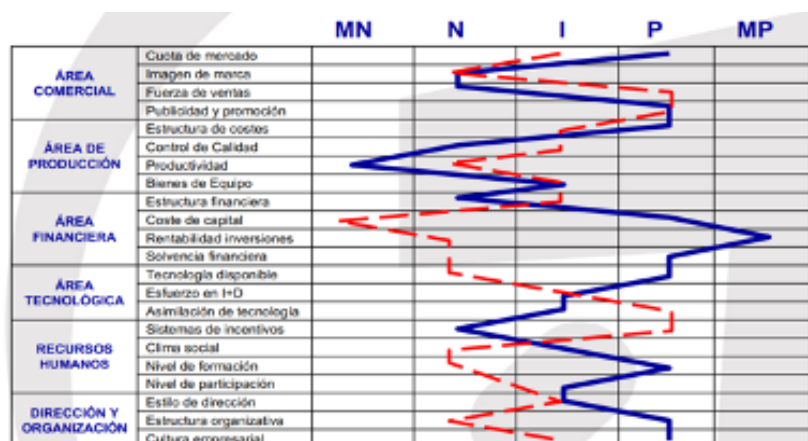 MN N I P MP
ÁREA COMERCIAL
Cuota de mercado
Imagen de marca
Fuerza de ventas
Publicidad y promoción
ÁREA DE PRODUCCIÓN
Estructura de costes
Control de Calidad
Productividad
Bienes de Equipo
ÁREA FINANCIERA
Estructura financiera
Coste de capital
Rentabilidad inversiones
Solvencia financiera
ÁREA TECNOLÓGICA
Tecnología disponible
Esfuerzo en I+D
Asimilación de tecnología
RECURSOS HUMANOS
Sistemas de incentivos
Clima social
Nivel de formación
Nivel de participación
DIRECCIÓN Y ORGANIZACIÓN
Estilo de dirección
Estructura organizativa
Cultura empresarial